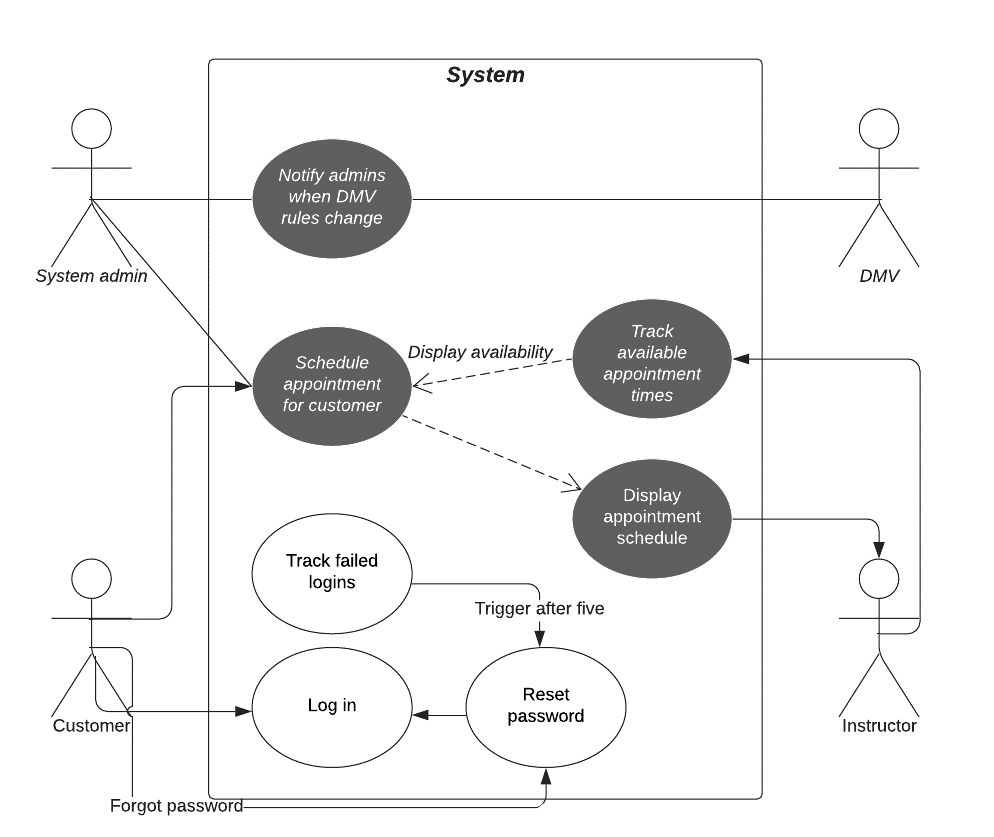 System
Notify admins
when DMV
rules change
System admin
DMV
Track
available
appointment
times
Display availability
Schedule
appointment
for customer
Display
appointment
schedule
Track failed
logins
Trigger after five
Log in
Reset
password
Customer
Instructor
Forgot password